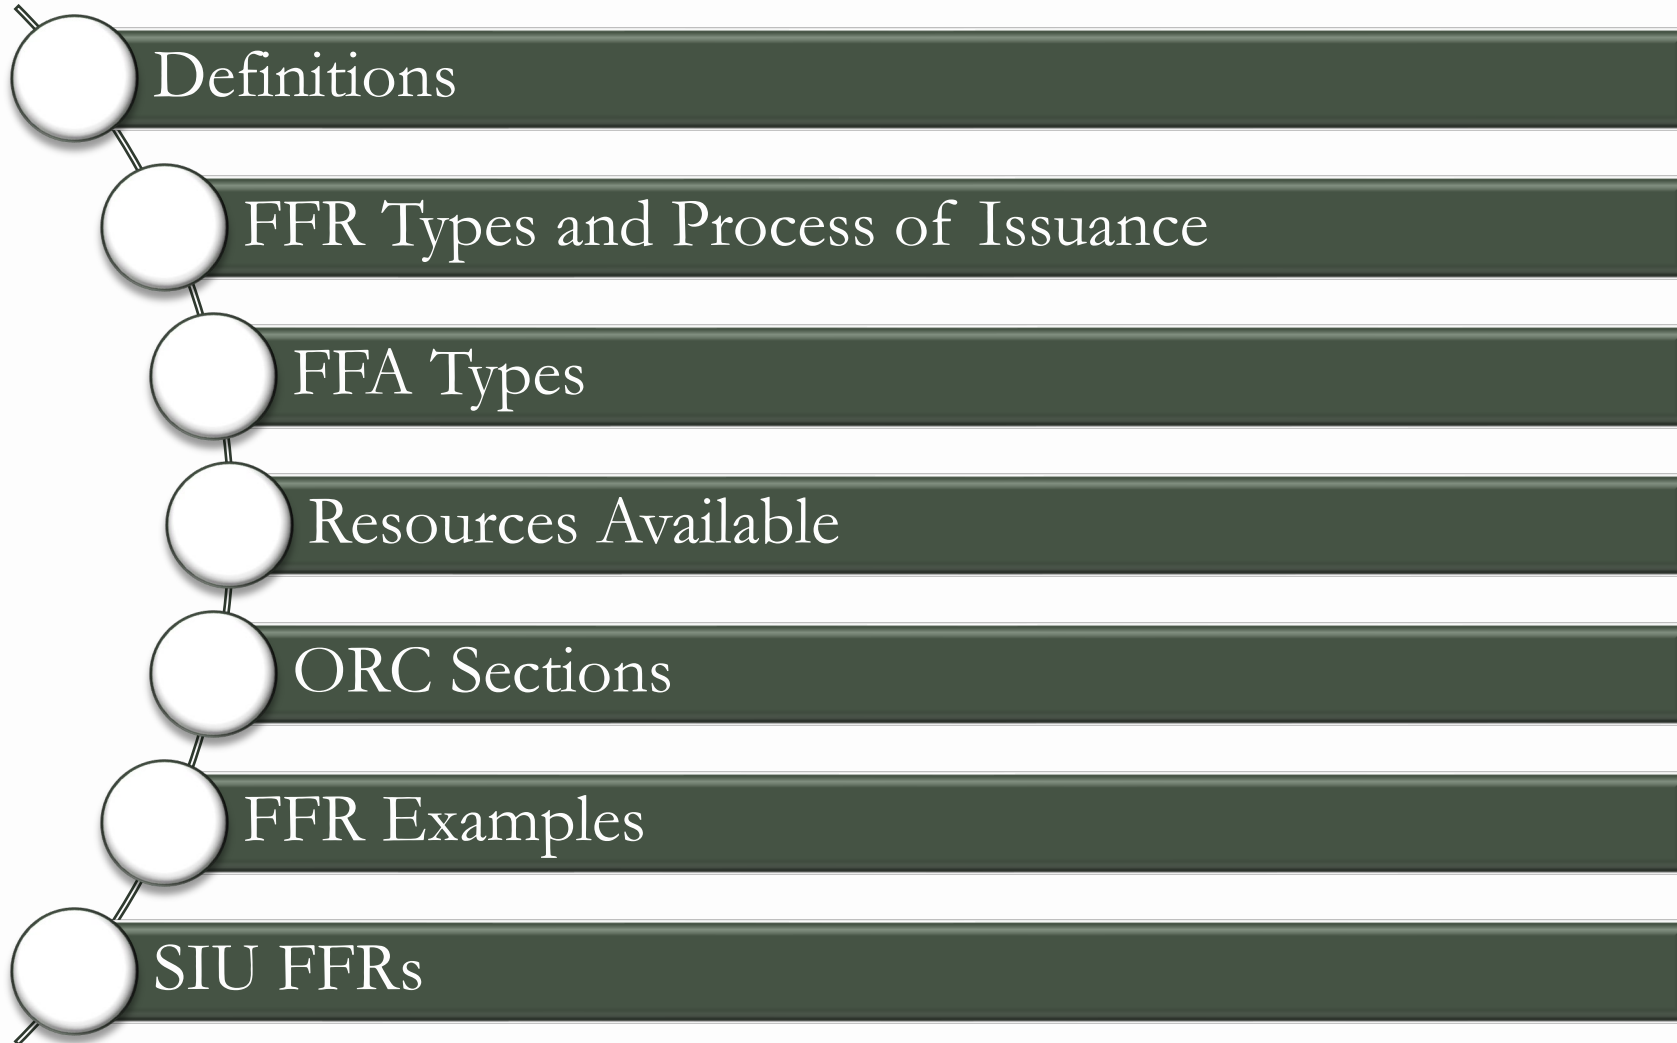 Definitions
FFR Types and Process of Issuance
FFA Types
Resources Available
ORC Sections
FFR Examples
SIU FFRs